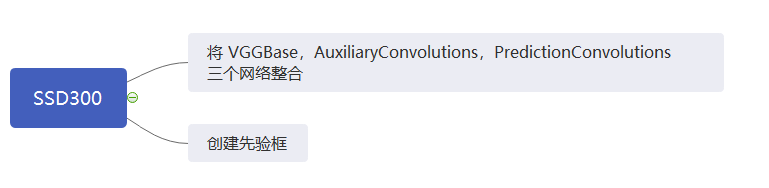 SSD300
将 VGGBase，AuxiliaryConvolutions，PredictionConvolutions
三个网络整合
创建先验框